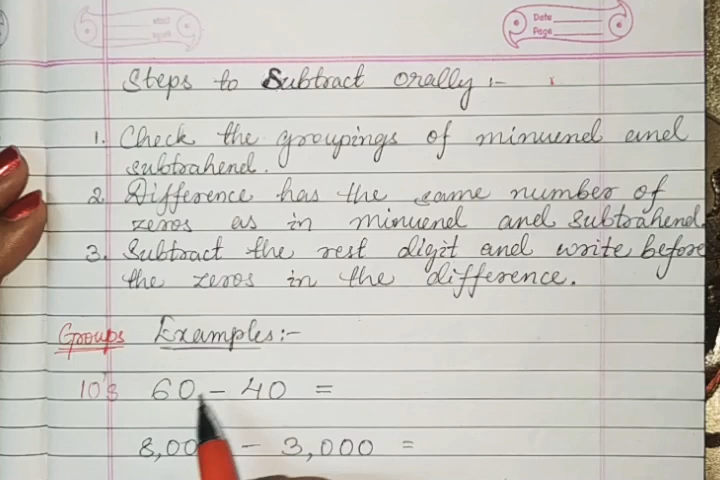 Date
Page
Steps to Subtract orally :-
1. Check the groupings of minuend and
subtrahend.
2. Difference has the same number of
zeros as in minuend and subtrahend.
3. Subtract the rest digit and write before
the zeros in the difference.
Groups Examples:-
10's 60 - 40 =
8,00 - 3,000 =